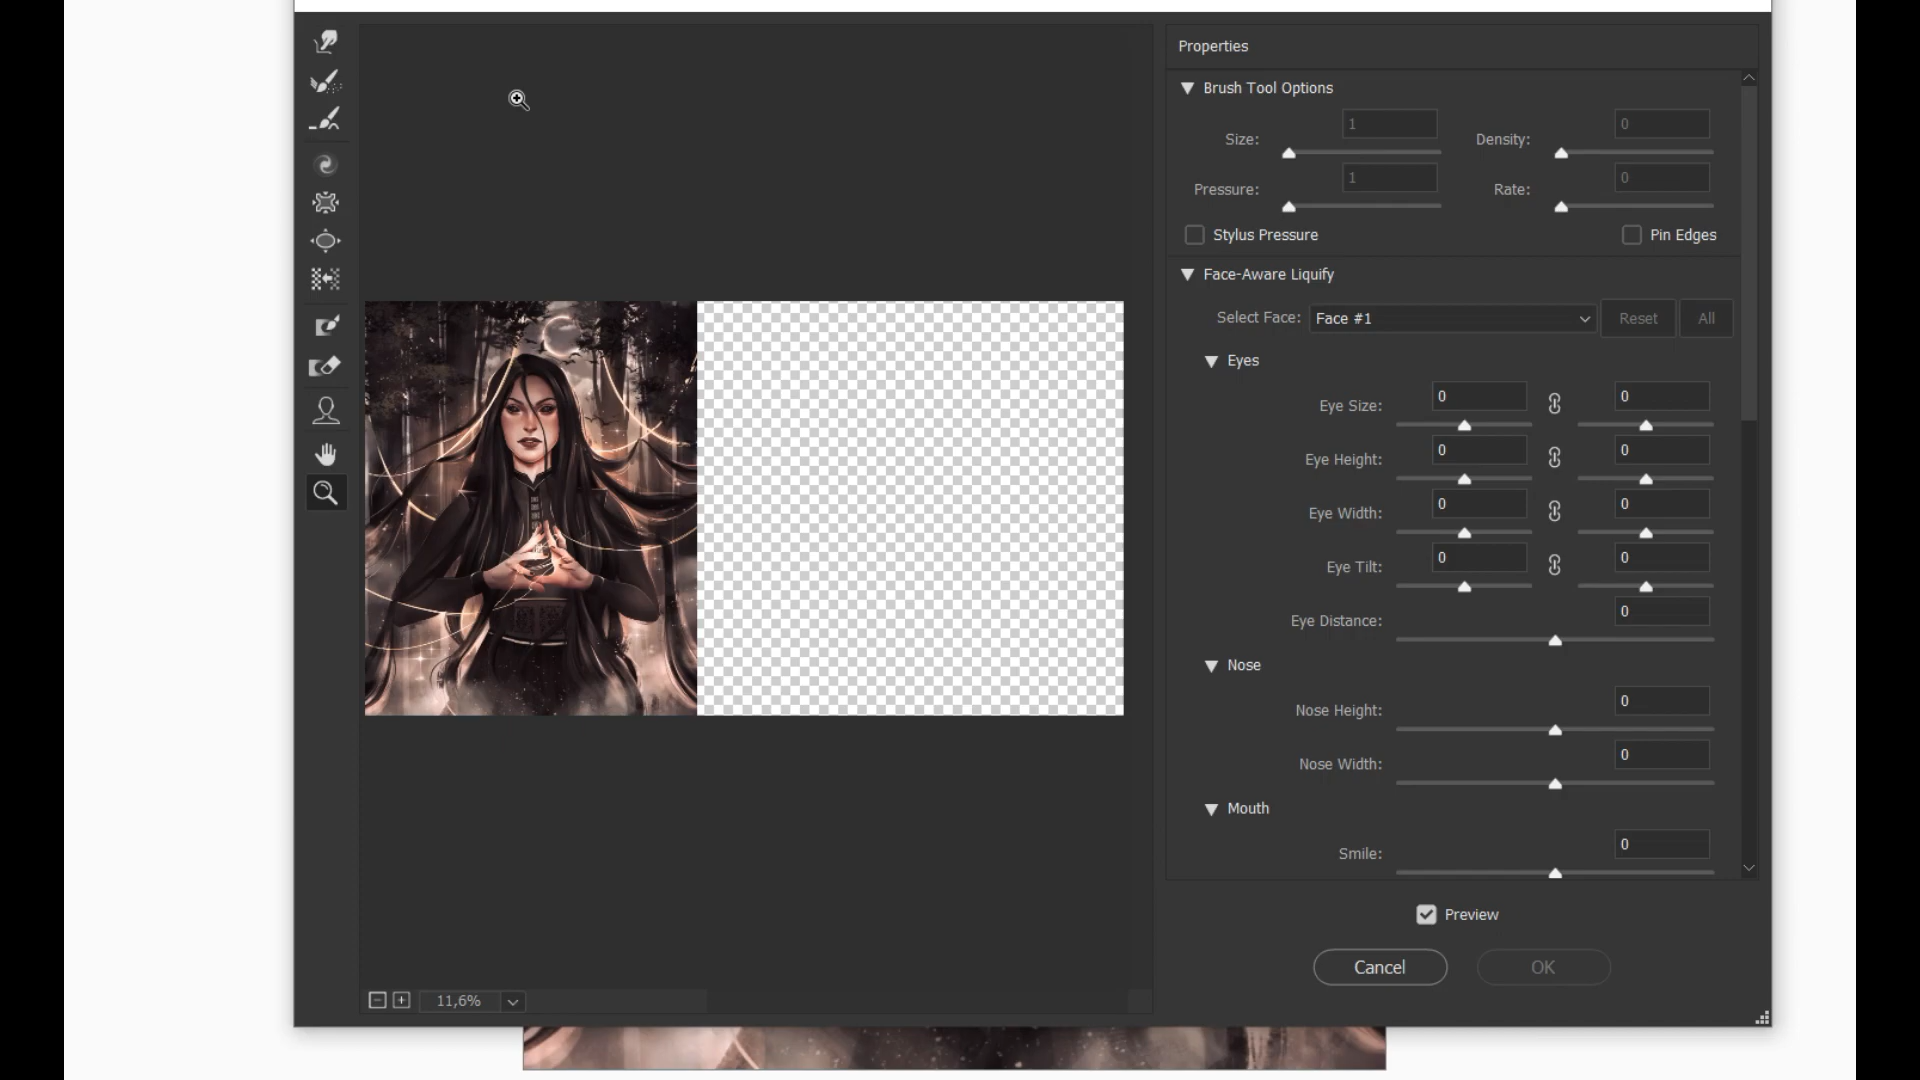 Properties
Brush Tool Options
Size: 1 Density: 0
Pressure: 1 Rate: 0
Stylus Pressure Pin Edges
Face-Aware Liquify
Select Face: Face #1 Reset All
Eyes
Eye Size: 0 0
Eye Height: 0 0
Eye Width: 0 0
Eye Tilt: 0 0
Eye Distance: 0
Nose
Nose Height: 0
Nose Width: 0
Mouth
Smile: 0
Preview
Cancel OK
11,6%